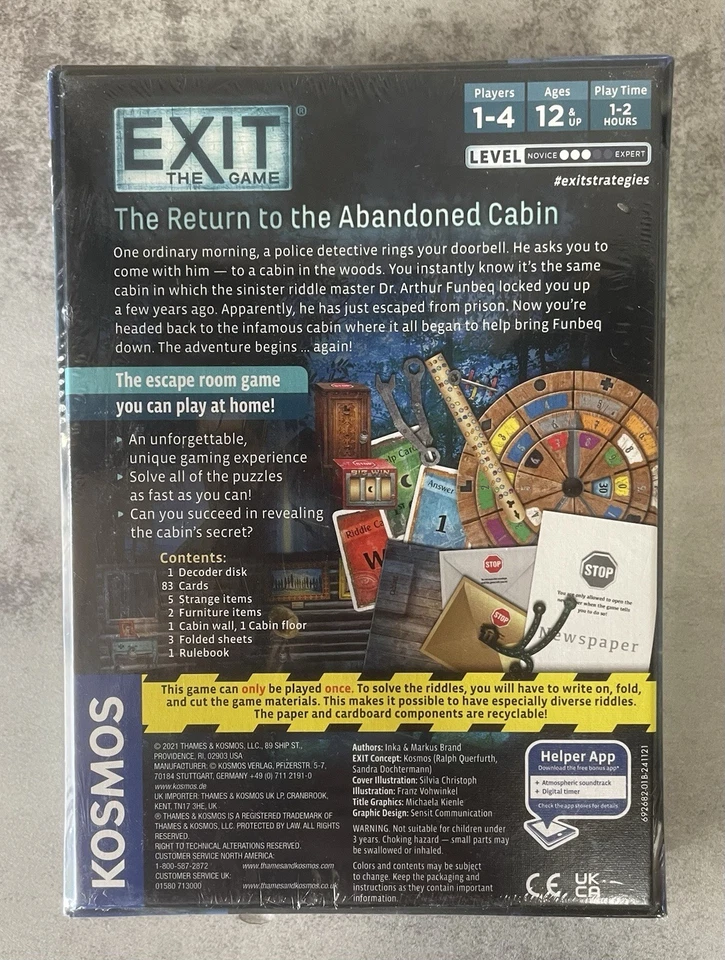 Players
1-4
Ages
12 & UP
Play Time
1-2
HOURS
EXIT®
THE GAME
LEVEL NOVICE EXPERT
#exitstrategies
The Return to the Abandoned Cabin
One ordinary morning, a police detective rings your doorbell. He asks you to
come with him — to a cabin in the woods. You instantly know it's the same
cabin in which the sinister riddle master Dr. Arthur Funbeq locked you up
a few years ago. Apparently, he has just escaped from prison. Now you're
headed back to the infamous cabin where it all began to help bring Funbeq
down. The adventure begins ... again!
The escape room game
you can play at home!
▸ An unforgettable,
unique gaming experience
▸ Solve all of the puzzles
as fast as you can!
▸ Can you succeed in revealing
the cabin's secret?
Contents:
1 Decoder disk
83 Cards
5 Strange items
2 Furniture items
1 Cabin wall, 1 Cabin floor
3 Folded sheets
1 Rulebook
Answer
1
Riddle Ca
W
STOP
STOP
STOP
Newspaper
This game can only be played once. To solve the riddles, you will have to write on, fold,
and cut the game materials. This makes it possible to have especially diverse riddles.
The paper and cardboard components are recyclable!
KOSMOS
© 2021 THAMES & KOSMOS, LLC., 89 SHIP ST.,
PROVIDENCE, RI, 02903 USA
MANUFACTURER: © KOSMOS VERLAG, PFIZERSTR. 5-7,
70184 STUTTGART, GERMANY +49 (0) 711 2191-0
www.kosmos.de
UK IMPORTER: THAMES & KOSMOS UK LP, CRANBROOK,
KENT, TN17 3HE, UK
® THAMES & KOSMOS IS A REGISTERED TRADEMARK OF
THAMES & KOSMOS, LLC. PROTECTED BY LAW. ALL RIGHTS
RESERVED.
RIGHT TO TECHNICAL ALTERATIONS RESERVED.
CUSTOMER SERVICE NORTH AMERICA:
1-800-587-2872 www.thamesandkosmos.com
CUSTOMER SERVICE UK:
01580 713000 www.thamesandkosmos.co.uk
Authors: Inka & Markus Brand
EXIT Concept: Kosmos (Ralph Querfurth,
Sandra Dochtermann)
Cover Illustration: Silvia Christoph
Illustration: Franz Vohwinkel
Title Graphics: Michaela Kienle
Graphic Design: Sensit Communication
WARNING. Not suitable for children under
3 years. Choking hazard — small parts may
be swallowed or inhaled.
Colors and contents may be subject
to change. Keep the packaging and
instructions as they contain important
information.
Helper App
Download the free bonus app*
+ Atmospheric soundtrack
+ Digital timer
Check the app stores for details
CE UK CA
692682-01B-241121